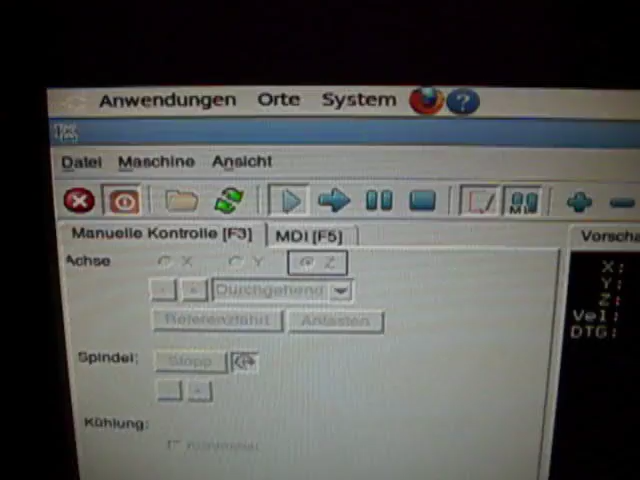 Anwendungen Orte System
Datei Maschine Ansicht
Manuelle Kontrolle [F3] MDI [F5] Vorscha
Achse X Y Z
X:
Y:
Z:
- + Durchgehend
Referenzfahrt Antasten
Vel:
DTG:
Spindel: Stopp
- +
Kühlung: